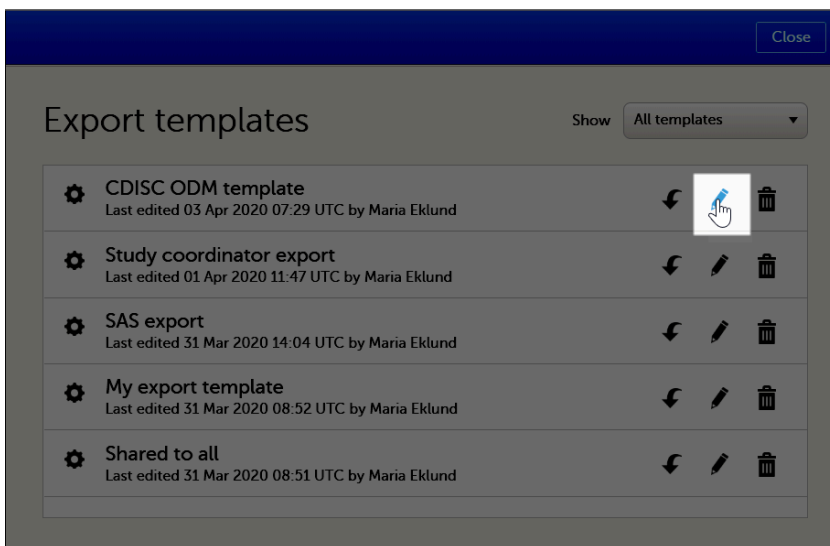 Close
Export templates
Show All templates
CDISC ODM template
Last edited 03 Apr 2020 07:29 UTC by Maria Eklund
Study coordinator export
Last edited 01 Apr 2020 11:47 UTC by Maria Eklund
SAS export
Last edited 31 Mar 2020 14:04 UTC by Maria Eklund
My export template
Last edited 31 Mar 2020 08:52 UTC by Maria Eklund
Shared to all
Last edited 31 Mar 2020 08:51 UTC by Maria Eklund